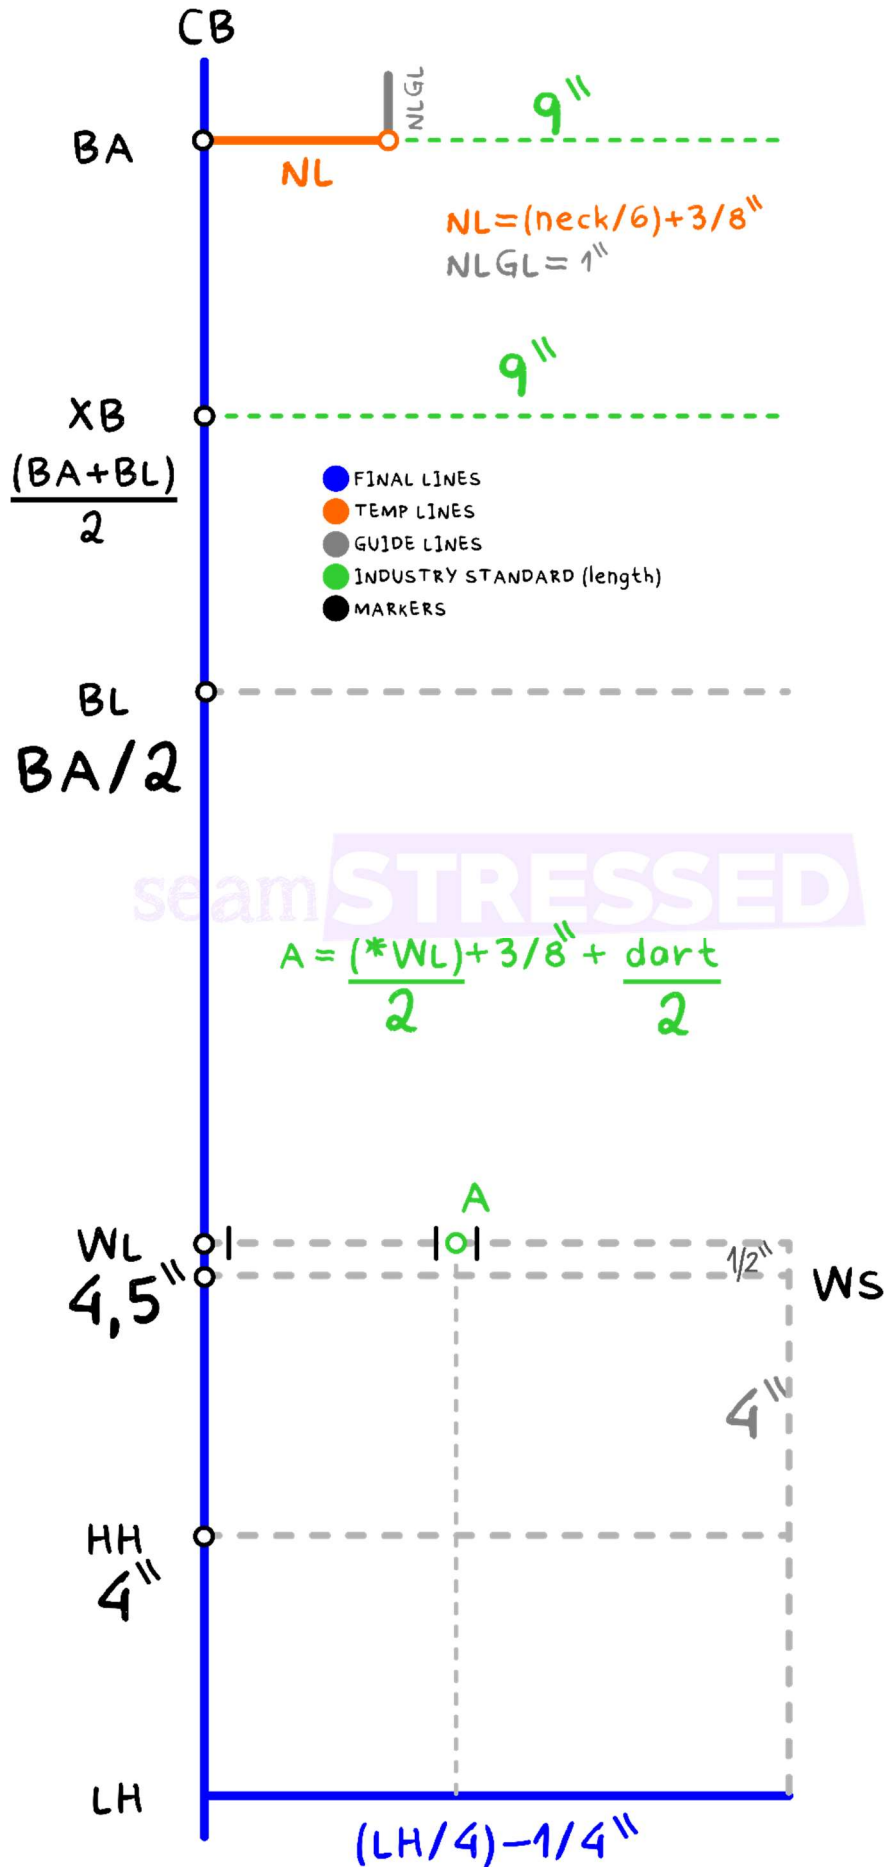 CB
NLGL
9"
BA
NL
NL=(neck/6)+3/8"
NLGL=1"
9"
XB
(BA+BL)
2
FINAL LINES
TEMP LINES
GUIDE LINES
INDUSTRY STANDARD (length)
MARKERS
BL
BA/2
seamSTRESSED
A = (*WL)+3/8" + dart
2 2
A
WL
1/2"
4,5"
WS
4"
HH
4"
LH
(LH/4)-1/4"